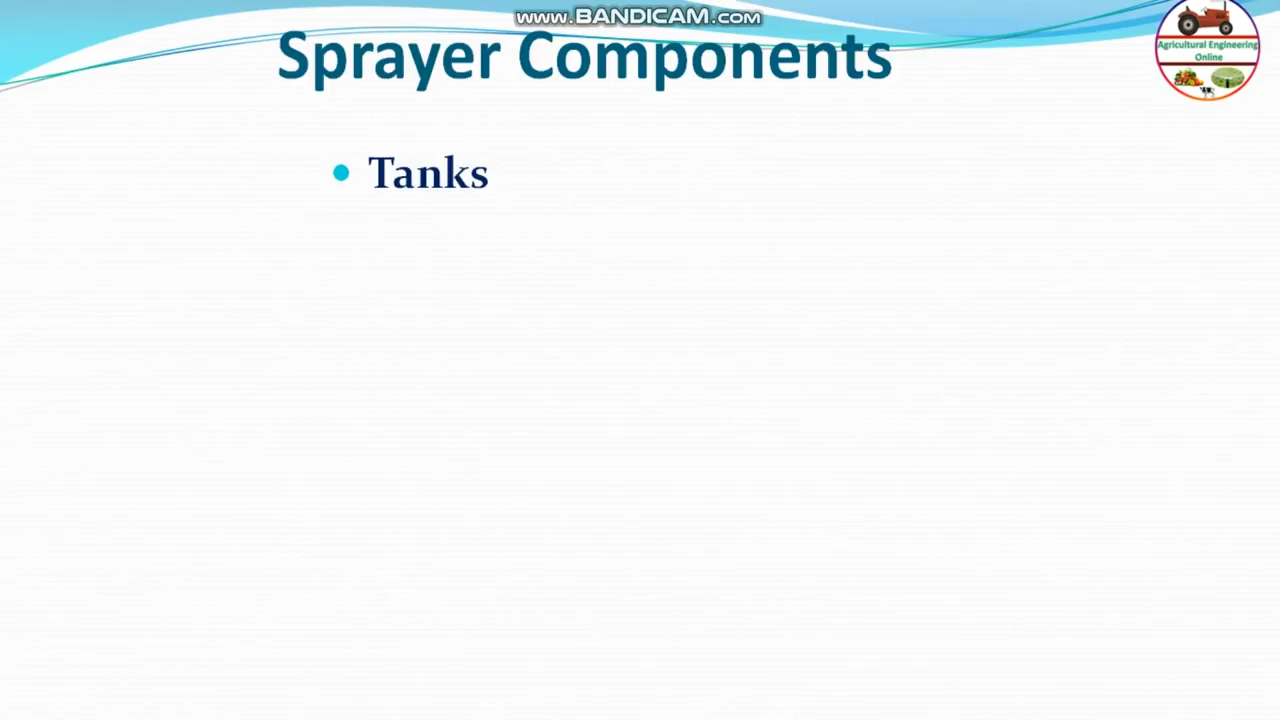 www.BANDICAM.com
Sprayer Components
Agricultural Engineering
Online
Tanks